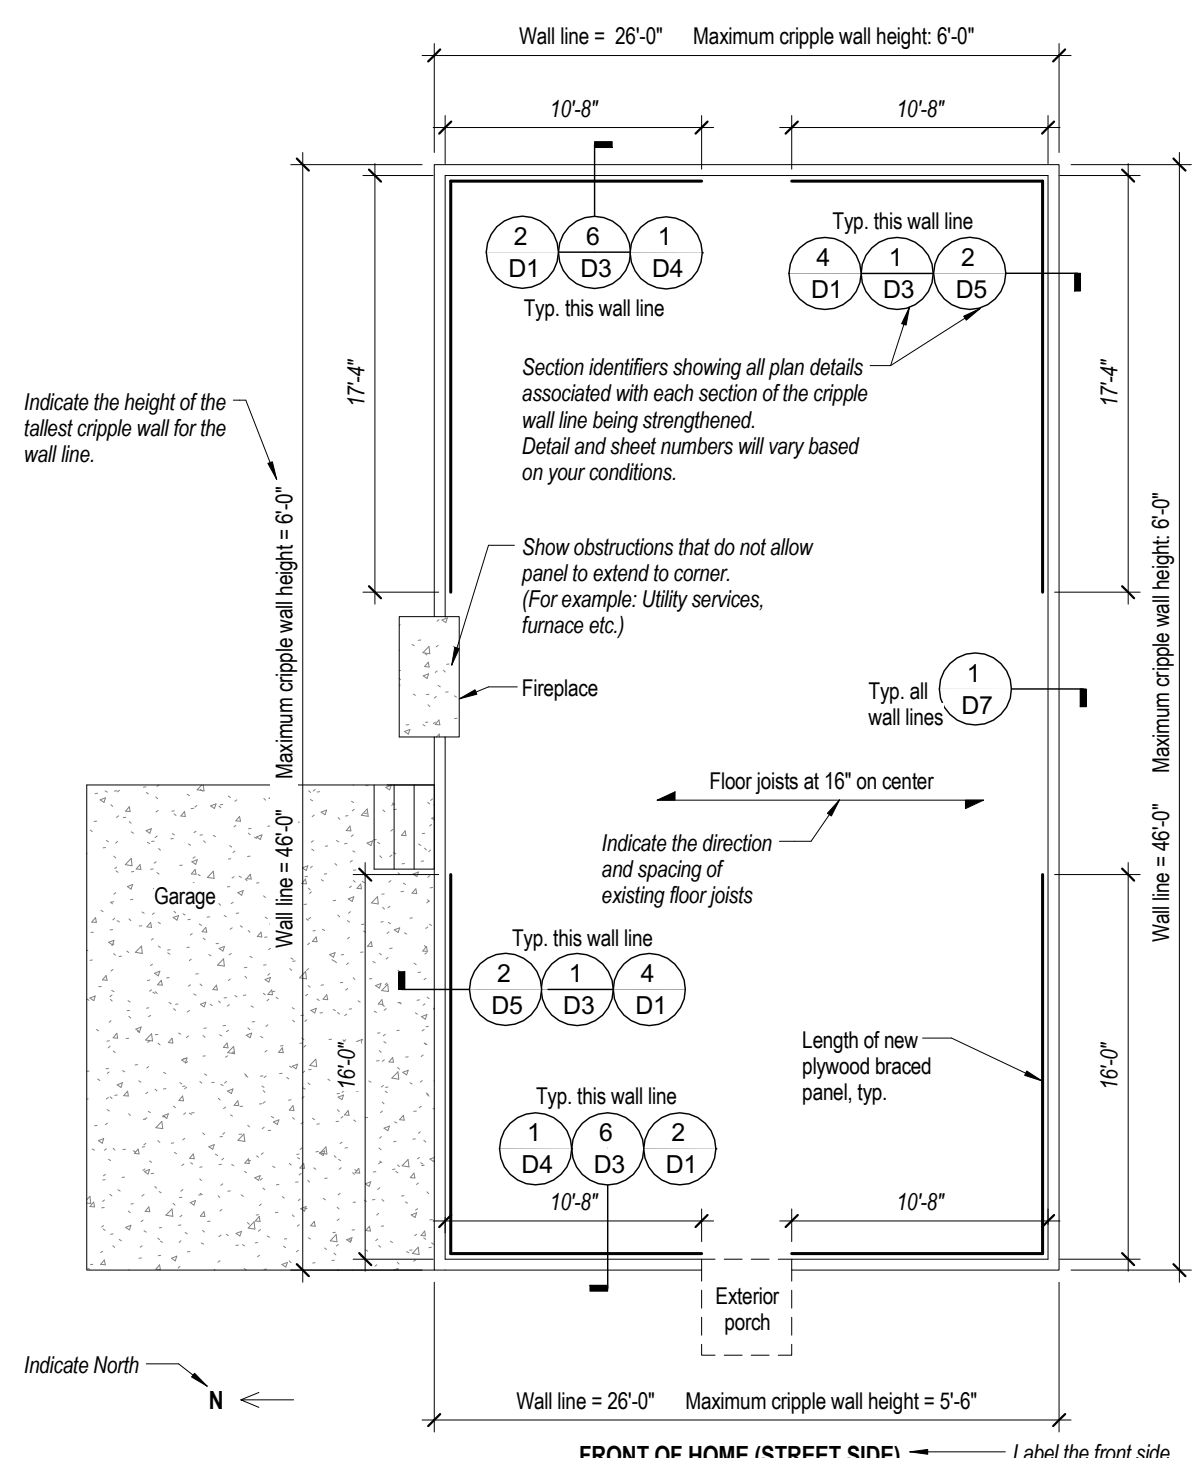 Wall line = 26'-0" Maximum cripple wall height: 6'-0"
10'-8" 10'-8"
2 6 1
D1 D3 D4
Typ. this wall line
Typ. this wall line
4 1 2
D1 D3 D5
17'-4"
17'-4"
Section identifiers showing all plan details
associated with each section of the cripple
wall line being strengthened.
Detail and sheet numbers will vary based
on your conditions.
Indicate the height of the
tallest cripple wall for the
wall line.
Wall line = 46'-0" Maximum cripple wall height = 6'-0"
Wall line = 46'-0" Maximum cripple wall height: 6'-0"
Show obstructions that do not allow
panel to extend to corner.
(For example: Utility services,
furnace etc.)
Fireplace
Typ. all
wall lines
1
D7
Floor joists at 16" on center
Indicate the direction
and spacing of
existing floor joists
Garage
Typ. this wall line
2 1 4
D5 D3 D1
16'-0"
16'-0"
Length of new
plywood braced
panel, typ.
Typ. this wall line
1 6 2
D4 D3 D1
10'-8" 10'-8"
Exterior
porch
Indicate North
N
Wall line = 26'-0" Maximum cripple wall height = 5'-6"
FRONT OF HOME (STREET SIDE) Label the front side